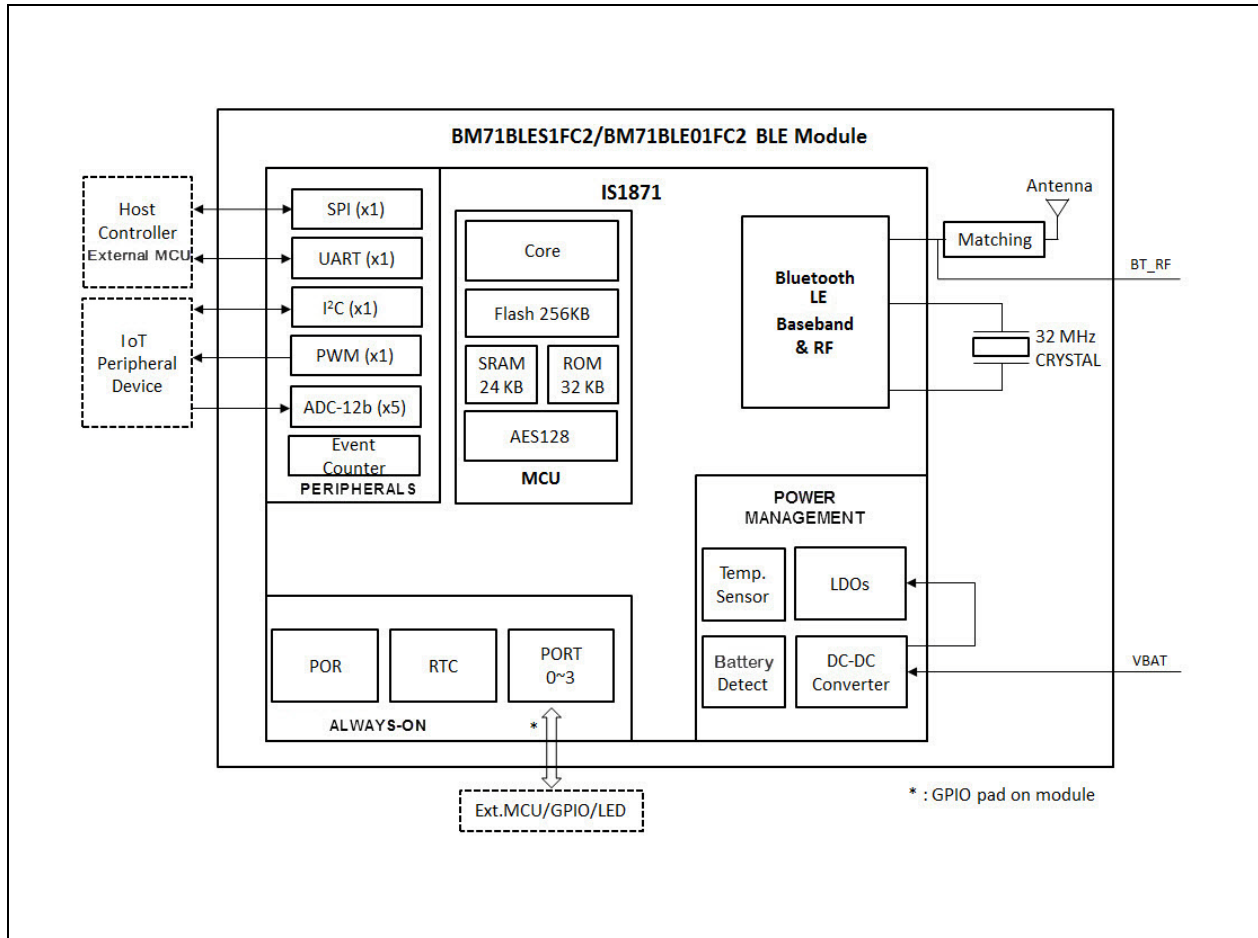 BM71BLES1FC2/BM71BLE01FC2 BLE Module
Host
Controller
External MCU
IoT
Peripheral
Device
SPI (x1)
UART (x1)
I²C (x1)
PWM (x1)
ADC-12b (x5)
Event
Counter
PERIPHERALS
IS1871
Core
Flash 256KB
SRAM
24 KB
ROM
32 KB
AES128
MCU
Bluetooth
LE
Baseband
& RF
Antenna
Matching
BT_RF
32 MHz
CRYSTAL
POWER
MANAGEMENT
Temp.
Sensor
LDOs
Battery
Detect
DC-DC
Converter
VBAT
POR
RTC
PORT
0~3
ALWAYS-ON
*
Ext.MCU/GPIO/LED
* : GPIO pad on module